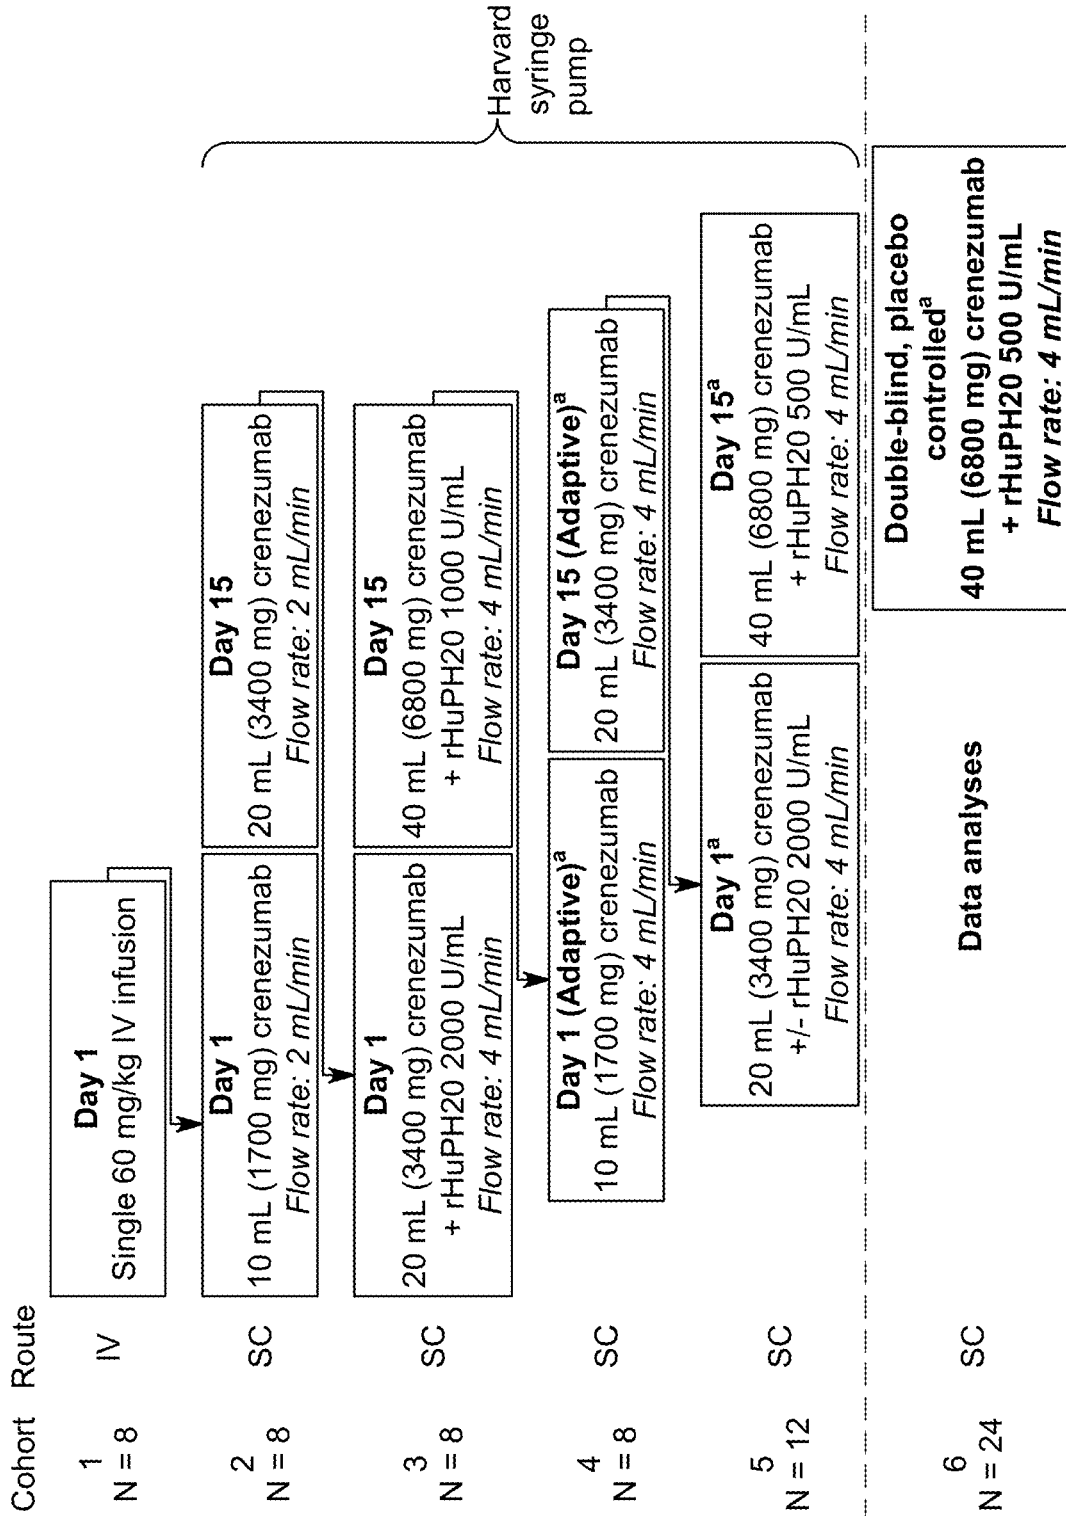 Cohort Route
1
N = 8
IV
Day 1
Single 60 mg/kg IV infusion
2
N = 8
SC
Day 1
10 mL (1700 mg) crenezumab
Flow rate: 2 mL/min
Day 15
20 mL (3400 mg) crenezumab
Flow rate: 2 mL/min
3
N = 8
SC
Day 1
20 mL (3400 mg) crenezumab
+ rHuPH20 2000 U/mL
Flow rate: 4 mL/min
Day 15
40 mL (6800 mg) crenezumab
+ rHuPH20 1000 U/mL
Flow rate: 4 mL/min
Harvard
syringe
pump
4
N = 8
SC
Day 1 (Adaptive)a
10 mL (1700 mg) crenezumab
Flow rate: 4 mL/min
Day 15 (Adaptive)a
20 mL (3400 mg) crenezumab
Flow rate: 4 mL/min
5
N = 12
SC
Day 1a
20 mL (3400 mg) crenezumab
+/- rHuPH20 2000 U/mL
Flow rate: 4 mL/min
Day 15a
40 mL (6800 mg) crenezumab
+ rHuPH20 500 U/mL
Flow rate: 4 mL/min
6
N = 24
SC
Data analyses
Double-blind, placebo
controlleda
40 mL (6800 mg) crenezumab
+ rHuPH20 500 U/mL
Flow rate: 4 mL/min